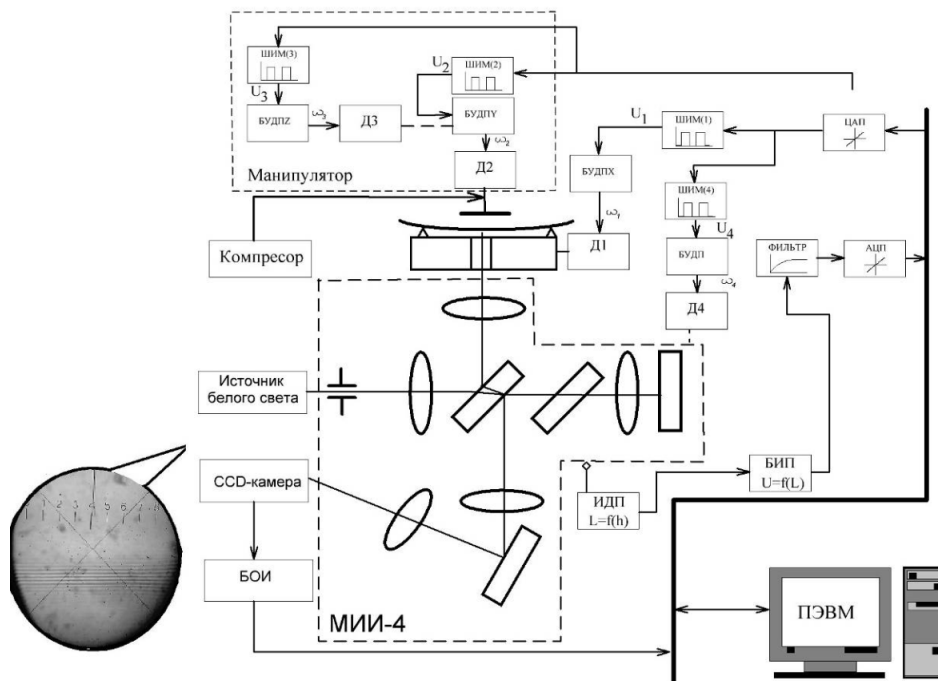 ШИМ(3)
U3
БУДПZ
ω3
Д3
U2
ШИМ(2)
БУДПY
ω2
Д2
Манипулятор
U1
ШИМ(1)
ЦАП
БУДПХ
ω1
Д1
ШИМ(4)
U4
БУДП
ω4
Д4
ФИЛЬТР
АЦП
Компресор
Источник
белого света
CCD-камера
БОИ
МИИ-4
ИДП
L=f(h)
БИП
U=f(L)
ПЭВМ